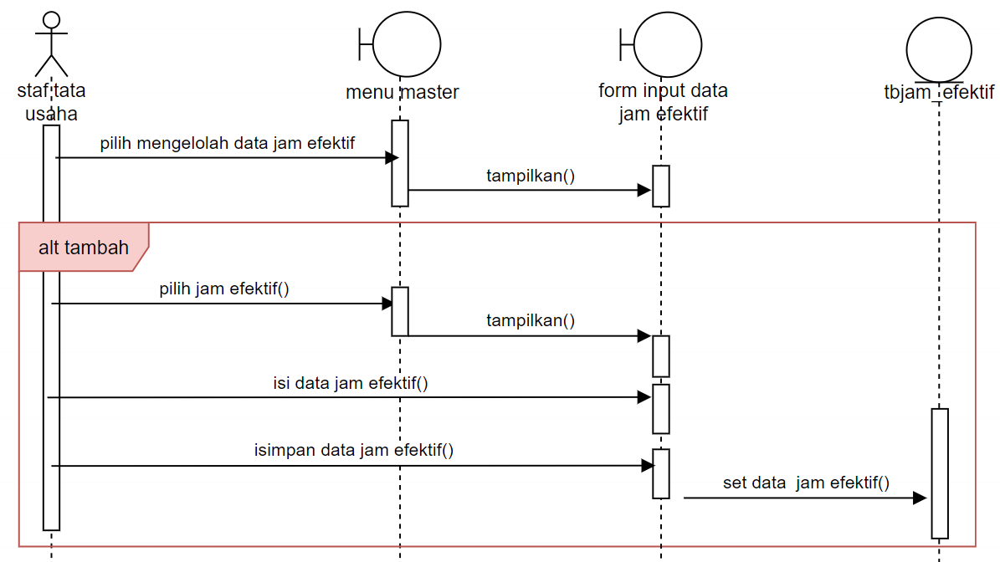 staf tata
usaha
menu master
form input data
jam efektif
tbjam_efektif
pilih mengelolah data jam efektif
tampilkan()
alt tambah
pilih jam efektif()
tampilkan()
isi data jam efektif()
isimpan data jam efektif()
set data  jam efektif()